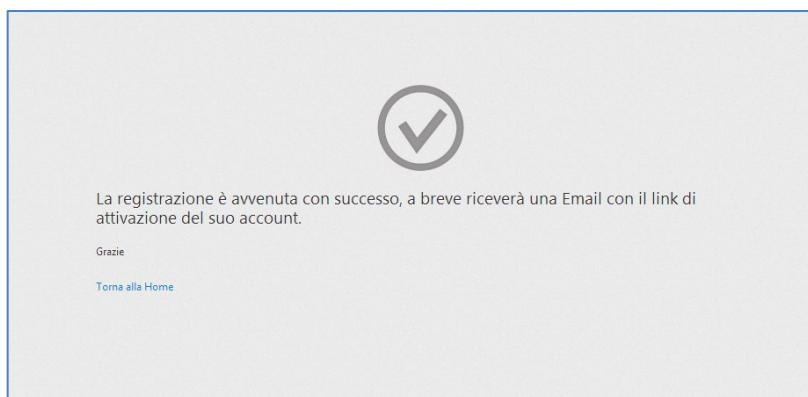 La registrazione è avvenuta con successo, a breve riceverà una Email con il link di
attivazione del suo account.
Grazie
Torna alla Home